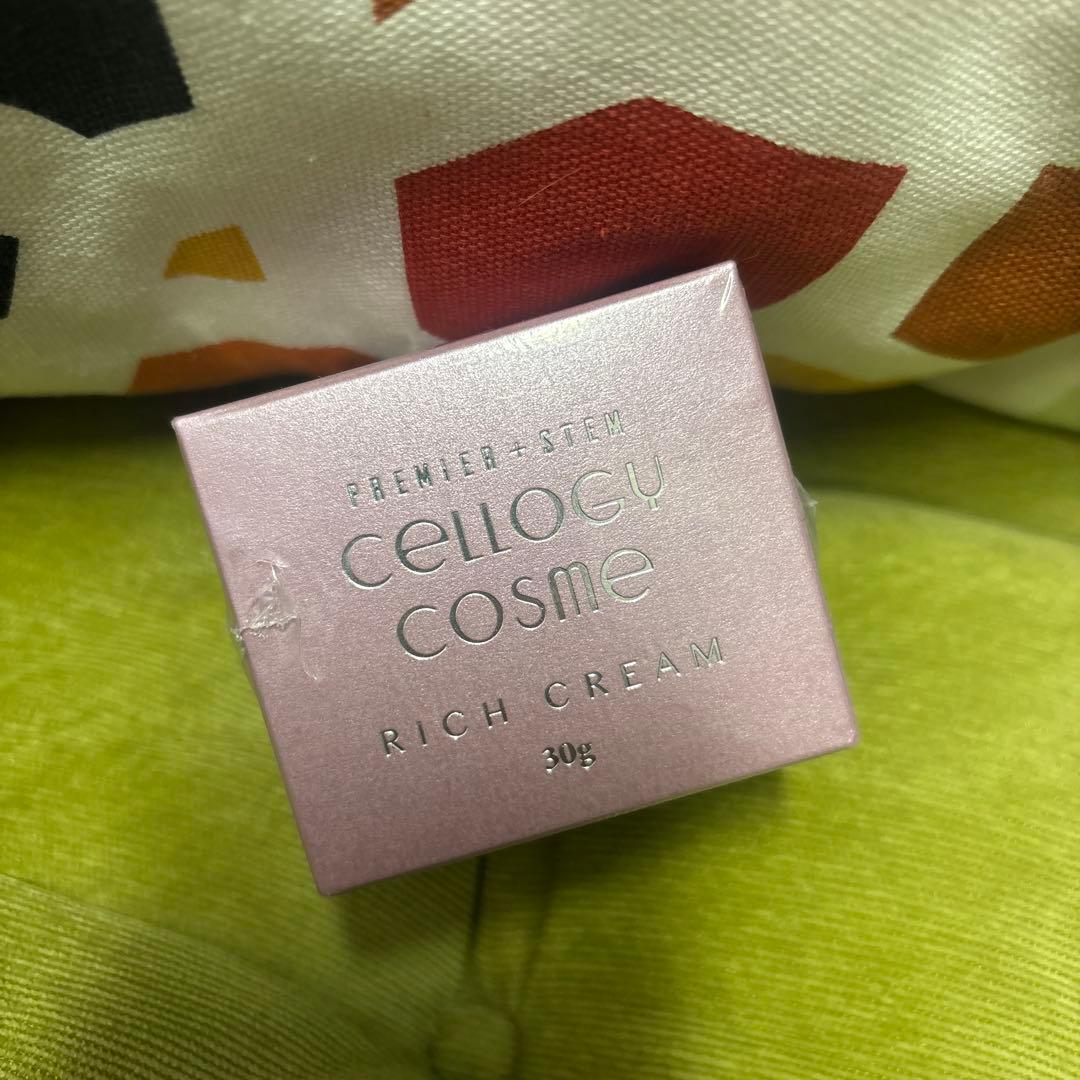 PREMIER+STEM
CELLOGY
COSME
RICH CREAM
30g